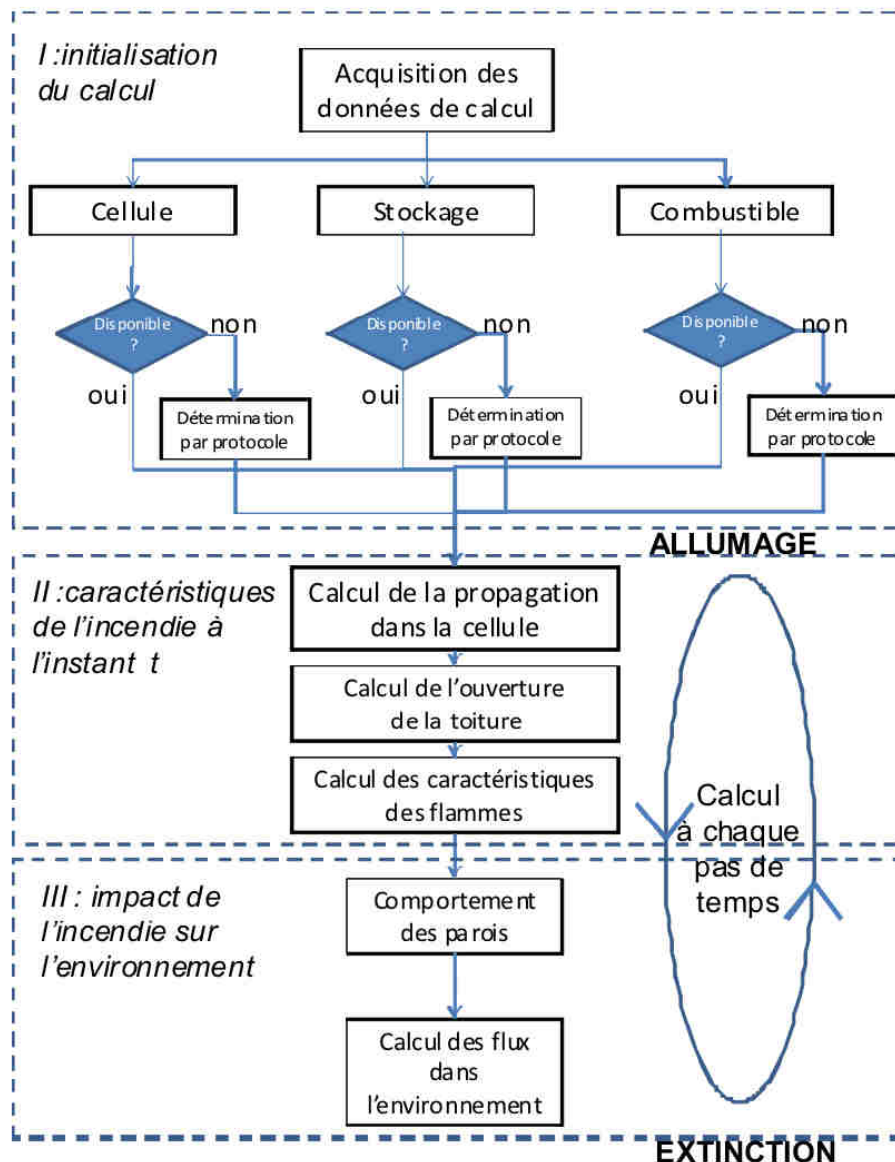 I :initialisation
du calcul
Acquisition des
données de calcul
Cellule
Stockage
Combustible
Disponible
?
non
oui
Disponible
?
non
oui
Disponible
?
non
oui
Détermination
par protocole
Détermination
par protocole
Détermination
par protocole
ALLUMAGE
II :caractéristiques
de l'incendie à
l'instant t
Calcul de la propagation
dans la cellule
Calcul de l'ouverture
de la toiture
Calcul des caractéristiques
des flammes
Calcul
à chaque
pas de
temps
III : impact de
l'incendie sur
l'environnement
Comportement
des parois
Calcul des flux
dans
l'environnement
EXTINCTION